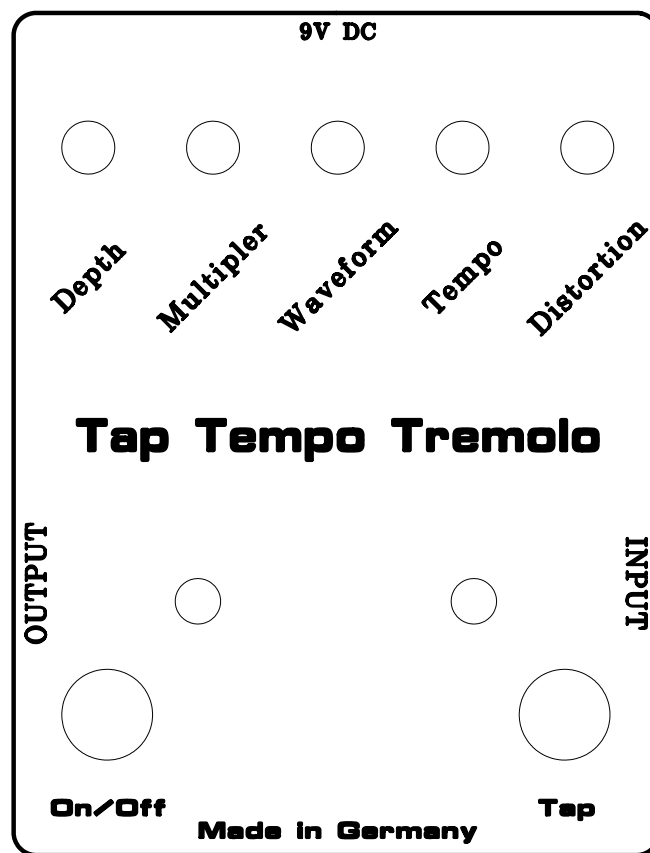 9V DC
Depth
Multipler
Waveform
Tempo
Distortion
Tap Tempo Tremolo
OUTPUT
INPUT
On/Off
Tap
Made in Germany